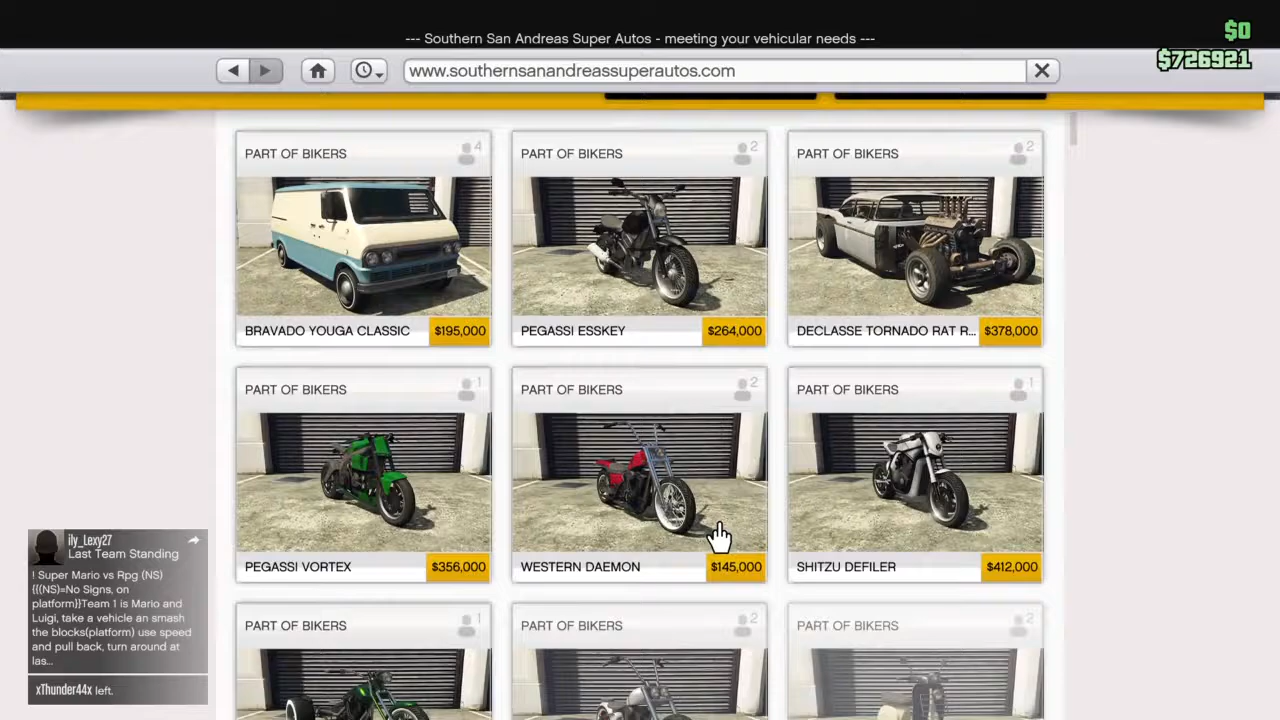 --- Southern San Andreas Super Autos - meeting your vehicular needs ---
$0
$726921
www.southernsanandreassuperautos.com
PART OF BIKERS 4
PART OF BIKERS 2
PART OF BIKERS 2
BRAVADO YOUGA CLASSIC $195,000
PEGASSI ESSKEY $264,000
DECLASSE TORNADO RAT R... $378,000
PART OF BIKERS 1
PART OF BIKERS 2
PART OF BIKERS 1
PEGASSI VORTEX $356,000
WESTERN DAEMON $145,000
SHITZU DEFILER $412,000
PART OF BIKERS 1
PART OF BIKERS 2
PART OF BIKERS 2
ily_Lexy27
Last Team Standing
! Super Mario vs Rpg (NS)
{{(NS)=No Signs, on
platform}}Team 1 is Mario and
Luigi, take a vehicle an smash
the blocks(platform) use speed
and pull back, turn around at
las...
xThunder44x left.